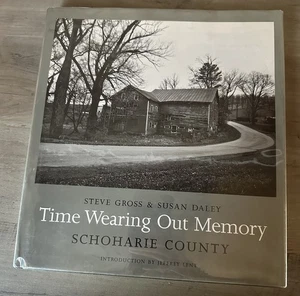 STEVE GROSS & SUSAN DALEY
Time Wearing Out Memory
SCHOHARIE COUNTY
INTRODUCTION BY